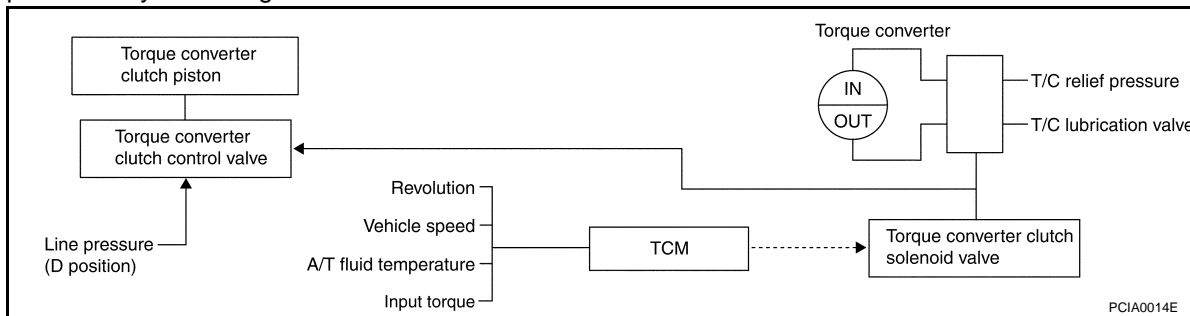 Torque converter
clutch piston
Torque converter
clutch control valve
Line pressure
(D position)
Revolution
Vehicle speed
A/T fluid temperature
Input torque
TCM
Torque converter
IN
OUT
T/C relief pressure
T/C lubrication valve
Torque converter clutch
solenoid valve
PCIA0014E